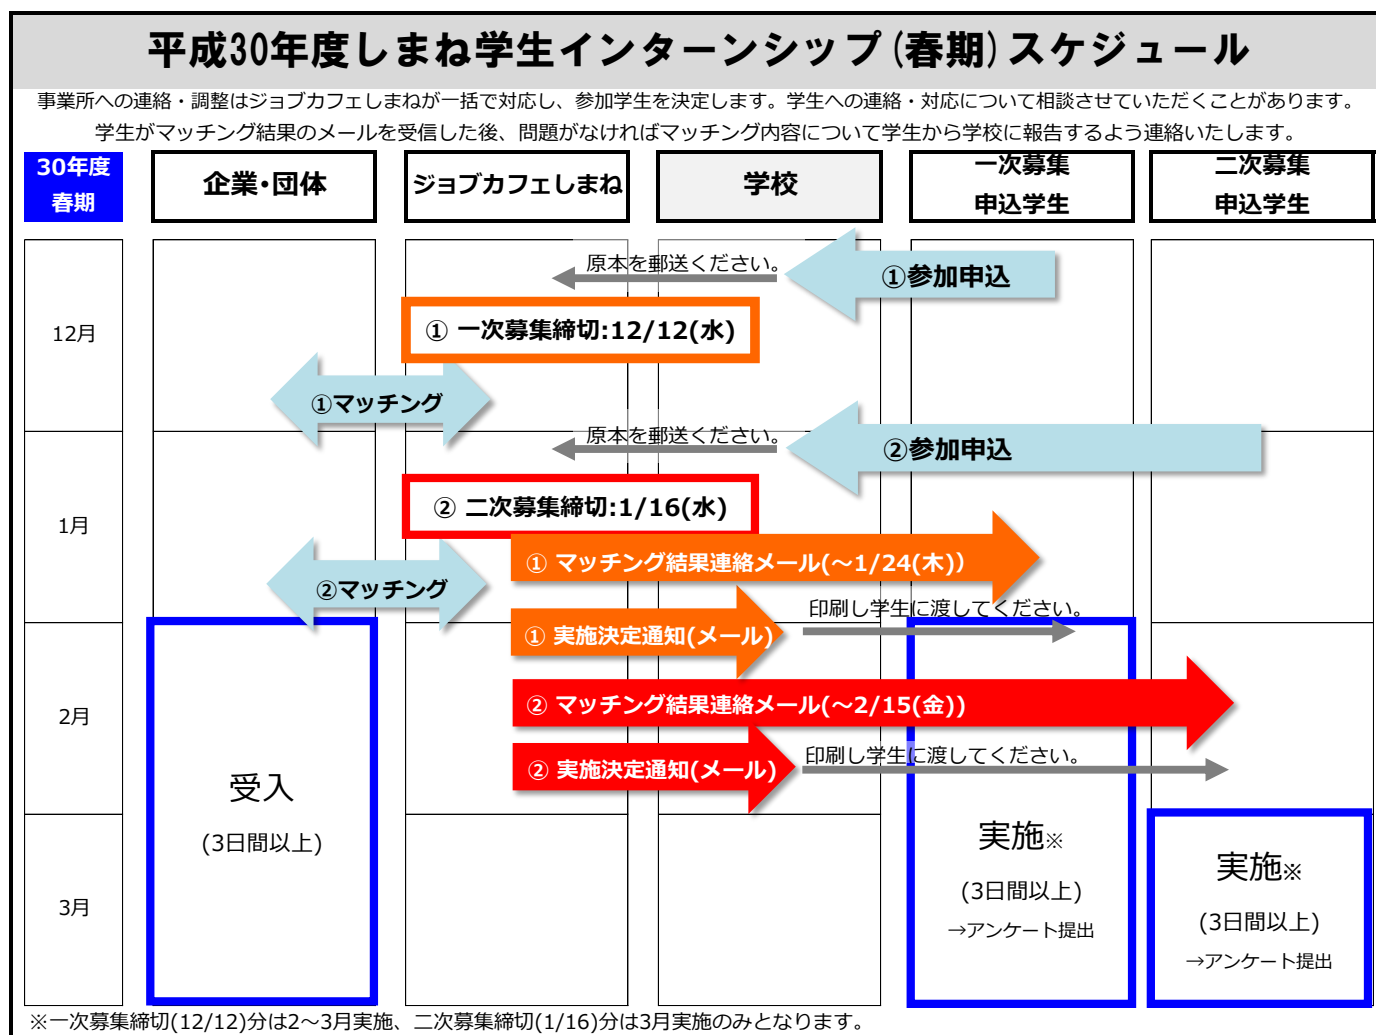 平成30年度しまね学生インターンシップ(春期)スケジュール
事業所への連絡・調整はジョブカフェしまねが一括で対応し、参加学生を決定します。学生への連絡・対応について相談させていただくことがあります。
学生がマッチング結果のメールを受信した後、問題がなければマッチング内容について学生から学校に報告するよう連絡いたします。
30年度
春期
企業・団体
ジョブカフェしまね
学校
一次募集
申込学生
二次募集
申込学生
12月
原本を郵送ください。
①参加申込
① 一次募集締切:12/12(水)
①マッチング
原本を郵送ください。
②参加申込
1月
② 二次募集締切:1/16(水)
① マッチング結果連絡メール(～1/24(木))
②マッチング
印刷し学生に渡してください。
① 実施決定通知(メール)
2月
② マッチング結果連絡メール(～2/15(金))
印刷し学生に渡してください。
② 実施決定通知(メール)
受入
(3日間以上)
3月
実施※
(3日間以上)
→アンケート提出
実施※
(3日間以上)
→アンケート提出
※一次募集締切(12/12)分は2～3月実施、二次募集締切(1/16)分は3月実施のみとなります。